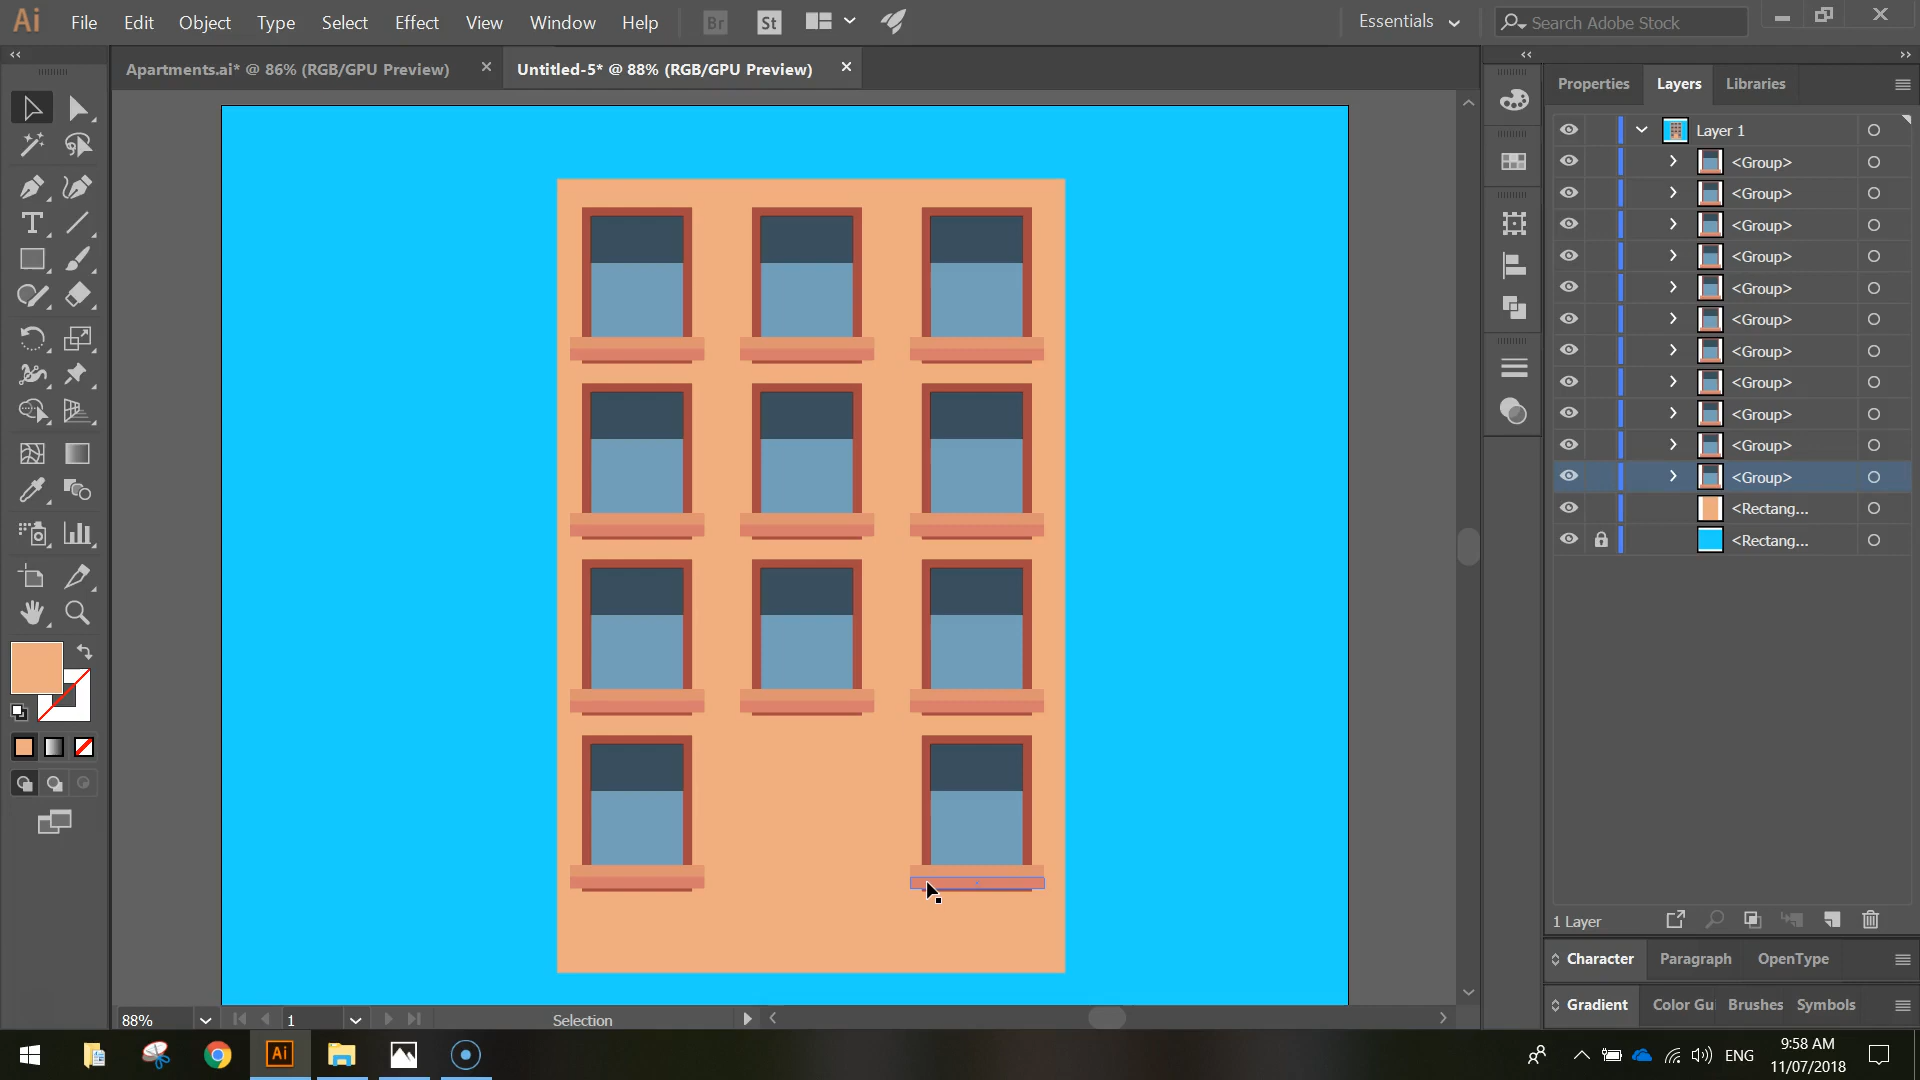 Ai File Edit Object Type Select Effect View Window Help Br St Essentials Search Adobe Stock
Apartments.ai* @ 86% (RGB/GPU Preview) Untitled-5* @ 88% (RGB/GPU Preview)
Properties Layers Libraries
Layer 1
<Group>
<Group>
<Group>
<Group>
<Group>
<Group>
<Group>
<Group>
<Group>
<Group>
<Group>
<Rectang...
<Rectang...
1 Layer
Character Paragraph OpenType
Gradient Color Gu Brushes Symbols
88% 1 Selection
Ai ENG 9:58 AM
11/07/2018